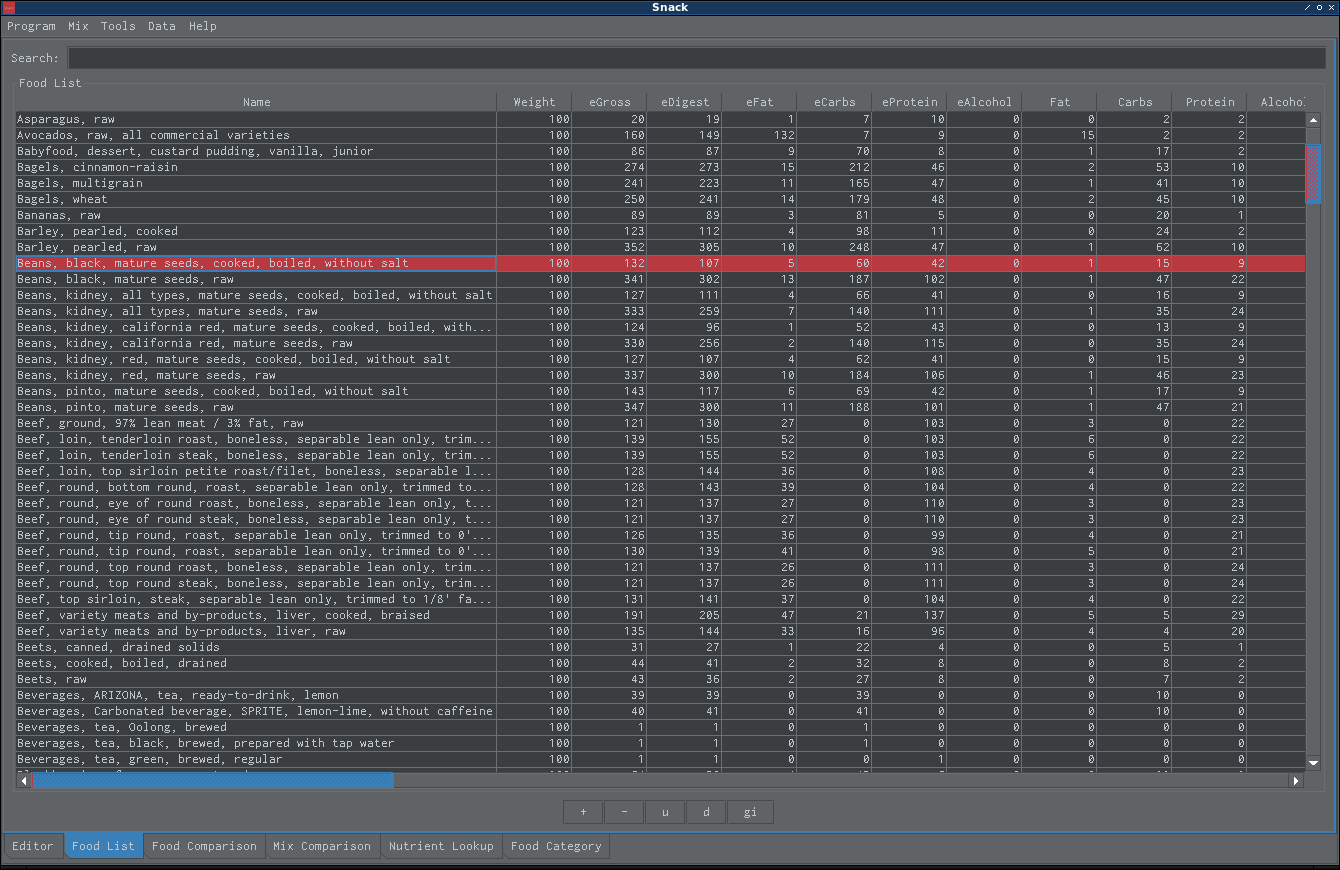 Snack
Program Mix Tools Data Help
Search:
Food List
Name Weight eGross eDigest eFat eCarbs eProtein eAlcohol Fat Carbs Protein Alcohol
Asparagus, raw 100 20 19 1 7 10 0 0 2 2
Avocados, raw, all commercial varieties 100 160 149 132 7 9 0 15 2 2
Babyfood, dessert, custard pudding, vanilla, junior 100 86 87 9 70 8 0 1 17 2
Bagels, cinnamon-raisin 100 274 273 15 212 46 0 2 53 10
Bagels, multigrain 100 241 223 11 165 47 0 1 41 10
Bagels, wheat 100 250 241 14 179 48 0 2 45 10
Bananas, raw 100 89 89 3 81 5 0 0 20 1
Barley, pearled, cooked 100 123 112 4 98 11 0 0 24 2
Barley, pearled, raw 100 352 305 10 248 47 0 1 62 10
Beans, black, mature seeds, cooked, boiled, without salt 100 132 107 5 60 42 0 1 15 9
Beans, black, mature seeds, raw 100 341 302 13 187 102 0 1 47 22
Beans, kidney, all types, mature seeds, cooked, boiled, without salt 100 127 111 4 66 41 0 0 16 9
Beans, kidney, all types, mature seeds, raw 100 333 259 7 140 111 0 1 35 24
Beans, kidney, california red, mature seeds, cooked, boiled, with... 100 124 96 1 52 43 0 0 13 9
Beans, kidney, california red, mature seeds, raw 100 330 256 2 140 115 0 0 35 24
Beans, kidney, red, mature seeds, cooked, boiled, without salt 100 127 107 4 62 41 0 0 15 9
Beans, kidney, red, mature seeds, raw 100 337 300 10 184 106 0 1 46 23
Beans, pinto, mature seeds, cooked, boiled, without salt 100 143 117 6 69 42 0 1 17 9
Beans, pinto, mature seeds, raw 100 347 300 11 188 101 0 1 47 21
Beef, ground, 97% lean meat / 3% fat, raw 100 121 130 27 0 103 0 3 0 22
Beef, loin, tenderloin roast, boneless, separable lean only, trim... 100 139 155 52 0 103 0 6 0 22
Beef, loin, tenderloin steak, boneless, separable lean only, trim... 100 139 155 52 0 103 0 6 0 22
Beef, loin, top sirloin petite roast/filet, boneless, separable l... 100 128 144 36 0 108 0 4 0 23
Beef, round, bottom round, roast, separable lean only, trimmed to... 100 128 143 39 0 104 0 4 0 22
Beef, round, eye of round roast, boneless, separable lean only, t... 100 121 137 27 0 110 0 3 0 23
Beef, round, eye of round steak, boneless, separable lean only, t... 100 121 137 27 0 110 0 3 0 23
Beef, round, tip round, roast, separable lean only, trimmed to 0'... 100 126 135 36 0 99 0 4 0 21
Beef, round, tip round, roast, separable lean only, trimmed to 0'... 100 130 139 41 0 98 0 5 0 21
Beef, round, top round roast, boneless, separable lean only, trim... 100 121 137 26 0 111 0 3 0 24
Beef, round, top round steak, boneless, separable lean only, trim... 100 121 137 26 0 111 0 3 0 24
Beef, top sirloin, steak, separable lean only, trimmed to 1/8' fa... 100 131 141 37 0 104 0 4 0 22
Beef, variety meats and by-products, liver, cooked, braised 100 191 205 47 21 137 0 5 5 29
Beef, variety meats and by-products, liver, raw 100 135 144 33 16 96 0 4 4 20
Beets, canned, drained solids 100 31 27 1 22 4 0 0 5 1
Beets, cooked, boiled, drained 100 44 41 2 32 8 0 0 8 2
Beets, raw 100 43 36 2 27 8 0 0 7 2
Beverages, ARIZONA, tea, ready-to-drink, lemon 100 39 39 0 39 0 0 0 10 0
Beverages, Carbonated beverage, SPRITE, lemon-lime, without caffeine 100 40 41 0 41 0 0 0 10 0
Beverages, tea, Oolong, brewed 100 1 1 0 1 0 0 0 0 0
Beverages, tea, black, brewed, prepared with tap water 100 1 1 0 1 0 0 0 0 0
Beverages, tea, green, brewed, regular 100 1 1 0 0 1 0 0 0 0
+ - u d gi
Editor Food List Food Comparison Mix Comparison Nutrient Lookup Food Category